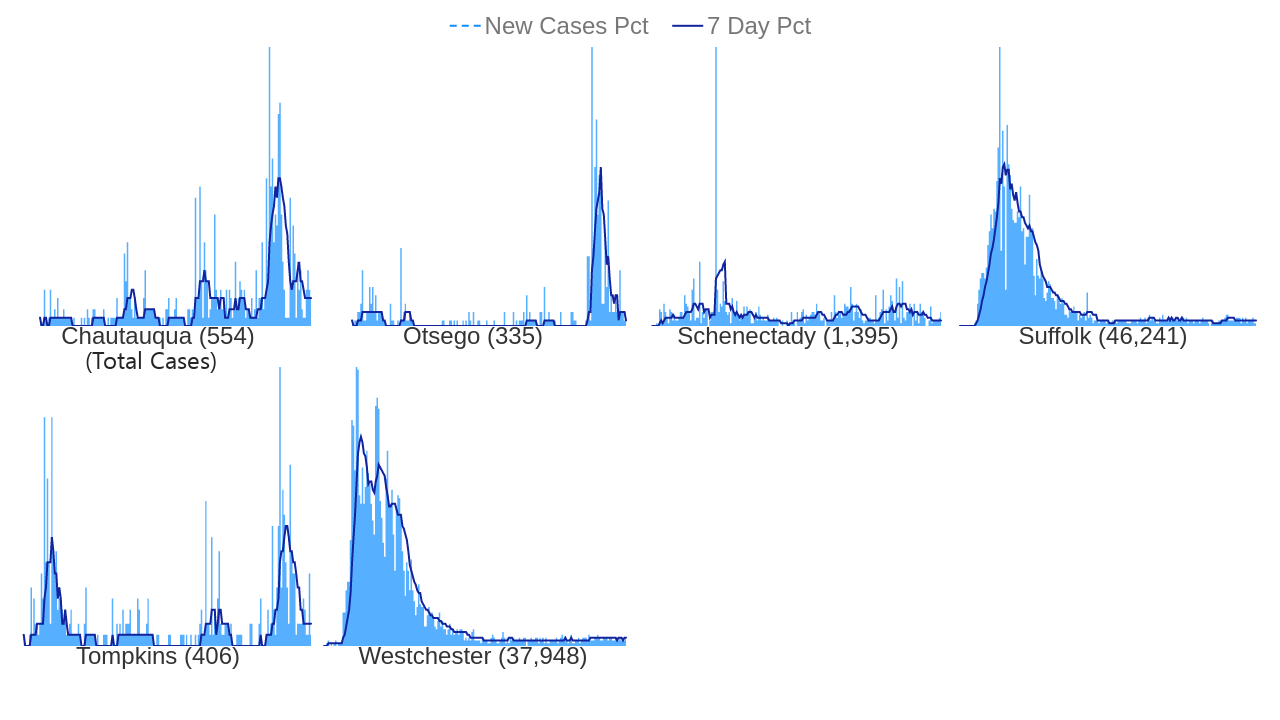 New Cases Pct 7 Day Pct
Chautauqua (554)
(Total Cases)
Otsego (335)
Schenectady (1,395)
Suffolk (46,241)
Tompkins (406)
Westchester (37,948)